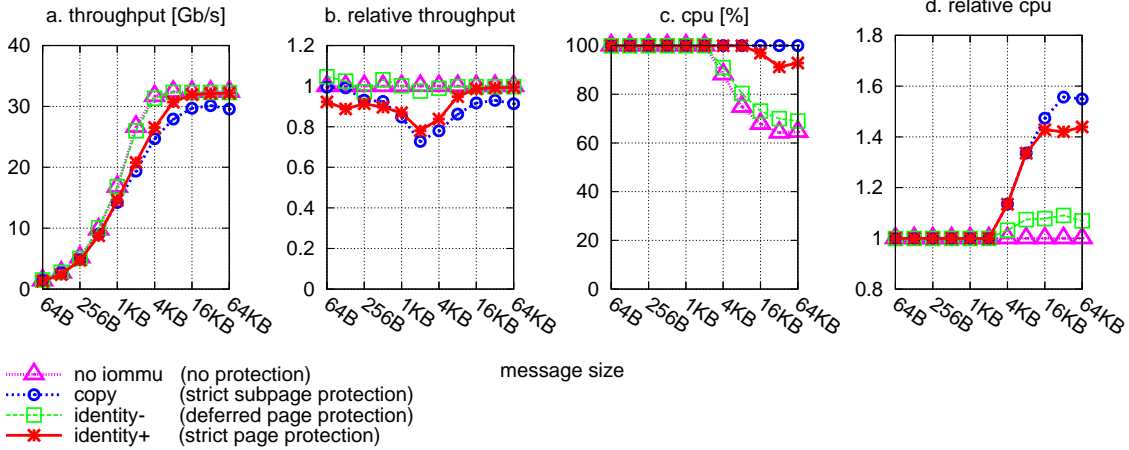 a. throughput [Gb/s]
40
30
20
10
0
64B
256B
1KB
4KB
16KB
64KB
b. relative throughput
1.2
1
0.8
0.6
0.4
0.2
0
64B
256B
1KB
4KB
16KB
64KB
c. cpu [%]
100
80
60
40
20
0
64B
256B
1KB
4KB
16KB
64KB
d. relative cpu
1.8
1.6
1.4
1.2
1
0.8
64B
256B
1KB
4KB
16KB
64KB
message size
no iommu (no protection)
copy (strict subpage protection)
identity- (deferred page protection)
identity+ (strict page protection)